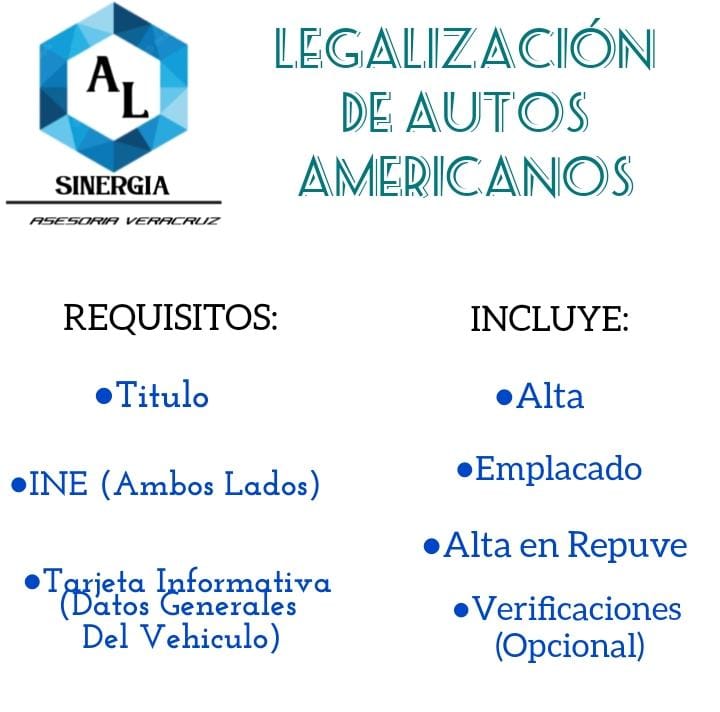 AL
SINERGIA
ASESORIA VERACRUZ
LEGALIZACIÓN
DE AUTOS
AMERICANOS
REQUISITOS:
●Titulo
●INE (Ambos Lados)
●Tarjeta Informativa
(Datos Generales
Del Vehiculo)
INCLUYE:
●Alta
●Emplacado
●Alta en Repuve
●Verificaciones
(Opcional)